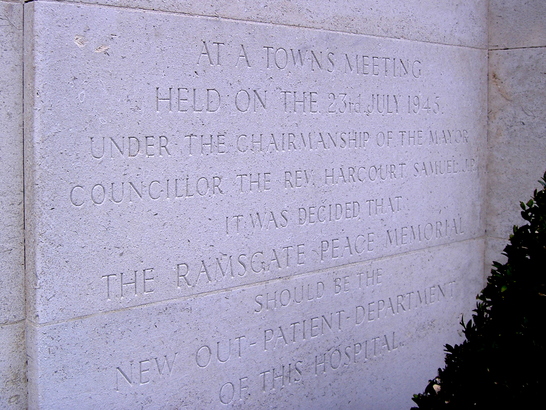 AT A TOWNS MEETING
HELD ON THE 23rd JULY 1945.
UNDER THE CHAIRMANSHIP OF THE MAYOR
COUNCILLOR THE REV. HARCOURT SAMUEL J.P.
IT WAS DECIDED THAT
THE RAMSGATE PEACE MEMORIAL
SHOULD BE THE
NEW OUT-PATIENT-DEPARTMENT
OF THIS HOSPITAL.